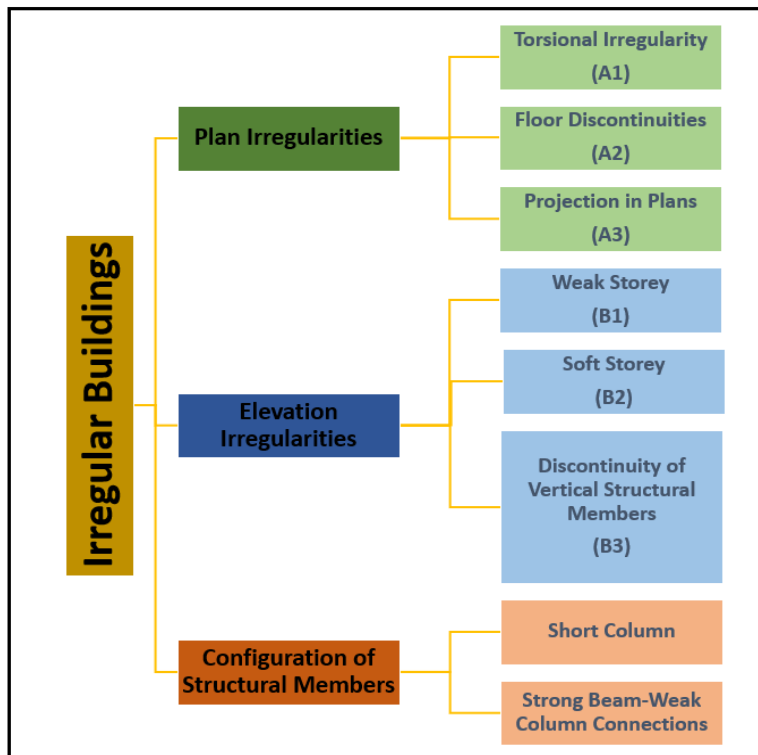 Irregular Buildings
Plan Irregularities
Torsional Irregularity
(A1)
Floor Discontinuities
(A2)
Projection in Plans
(A3)
Elevation
Irregularities
Weak Storey
(B1)
Soft Storey
(B2)
Discontinuity of
Vertical Structural
Members
(B3)
Configuration of
Structural Members
Short Column
Strong Beam-Weak
Column Connections